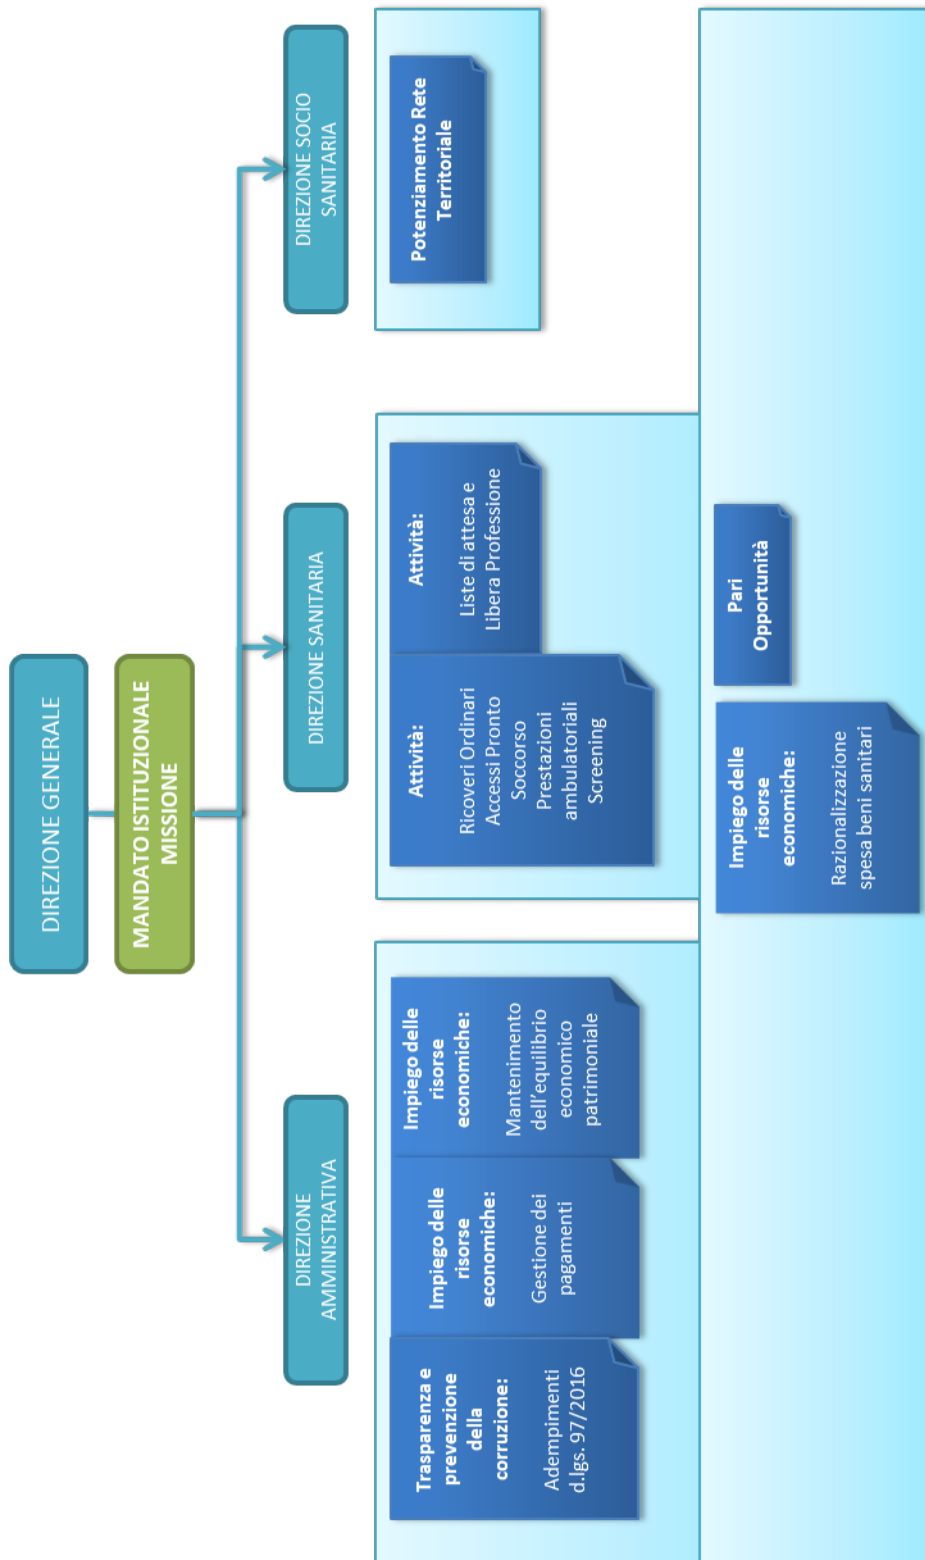 DIREZIONE GENERALE
MANDATO ISTITUZIONALE
MISSIONE
DIREZIONE
AMMINISTRATIVA
DIREZIONE SANITARIA
DIREZIONE SOCIO
SANITARIA
Trasparenza e
prevenzione
della
corruzione:
Adempimenti
d.lgs. 97/2016
Impiego delle
risorse
economiche:
Gestione dei
pagamenti
Impiego delle
risorse
economiche:
Mantenimento
dell'equilibrio
economico
patrimoniale
Attività:
Ricoveri Ordinari
Accessi Pronto
Soccorso
Prestazioni
ambulatoriali
Screening
Attività:
Liste di attesa e
Libera Professione
Potenziamento Rete
Territoriale
Impiego delle
risorse
economiche:
Razionalizzazione
spesa beni sanitari
Pari
Opportunità